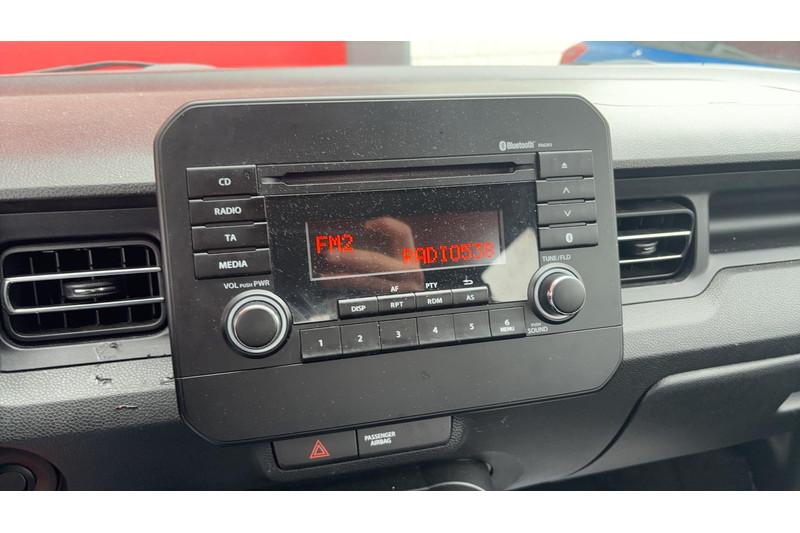 Bluetooth
CD
RADIO
TA
MEDIA
FM2
RADIO538
VOL PUSH PWR
TUNE/FLD
AF
PTY
DISP
RPT
RDM
AS
1
2
3
4
5
6
MENU
PUSH
SOUND
PASSENGER
AIRBAG